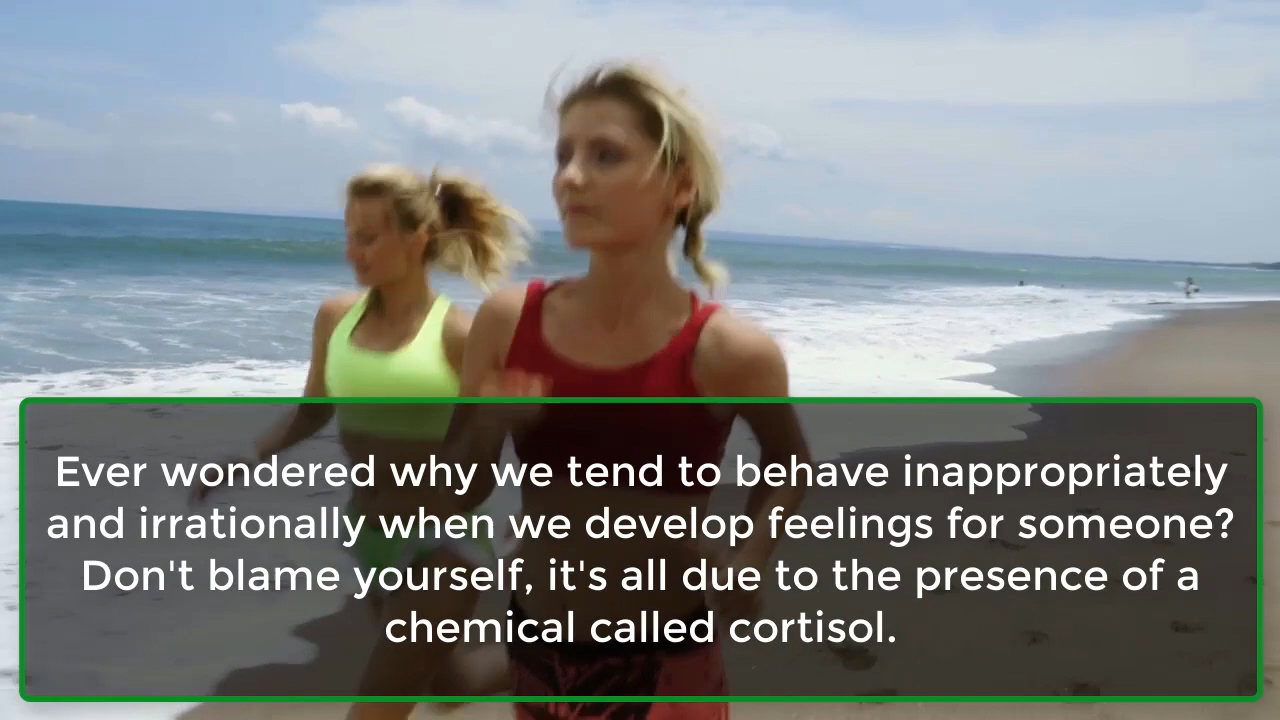 Ever wondered why we tend to behave inappropriately
and irrationally when we develop feelings for someone?
Don't blame yourself, it's all due to the presence of a
chemical called cortisol.